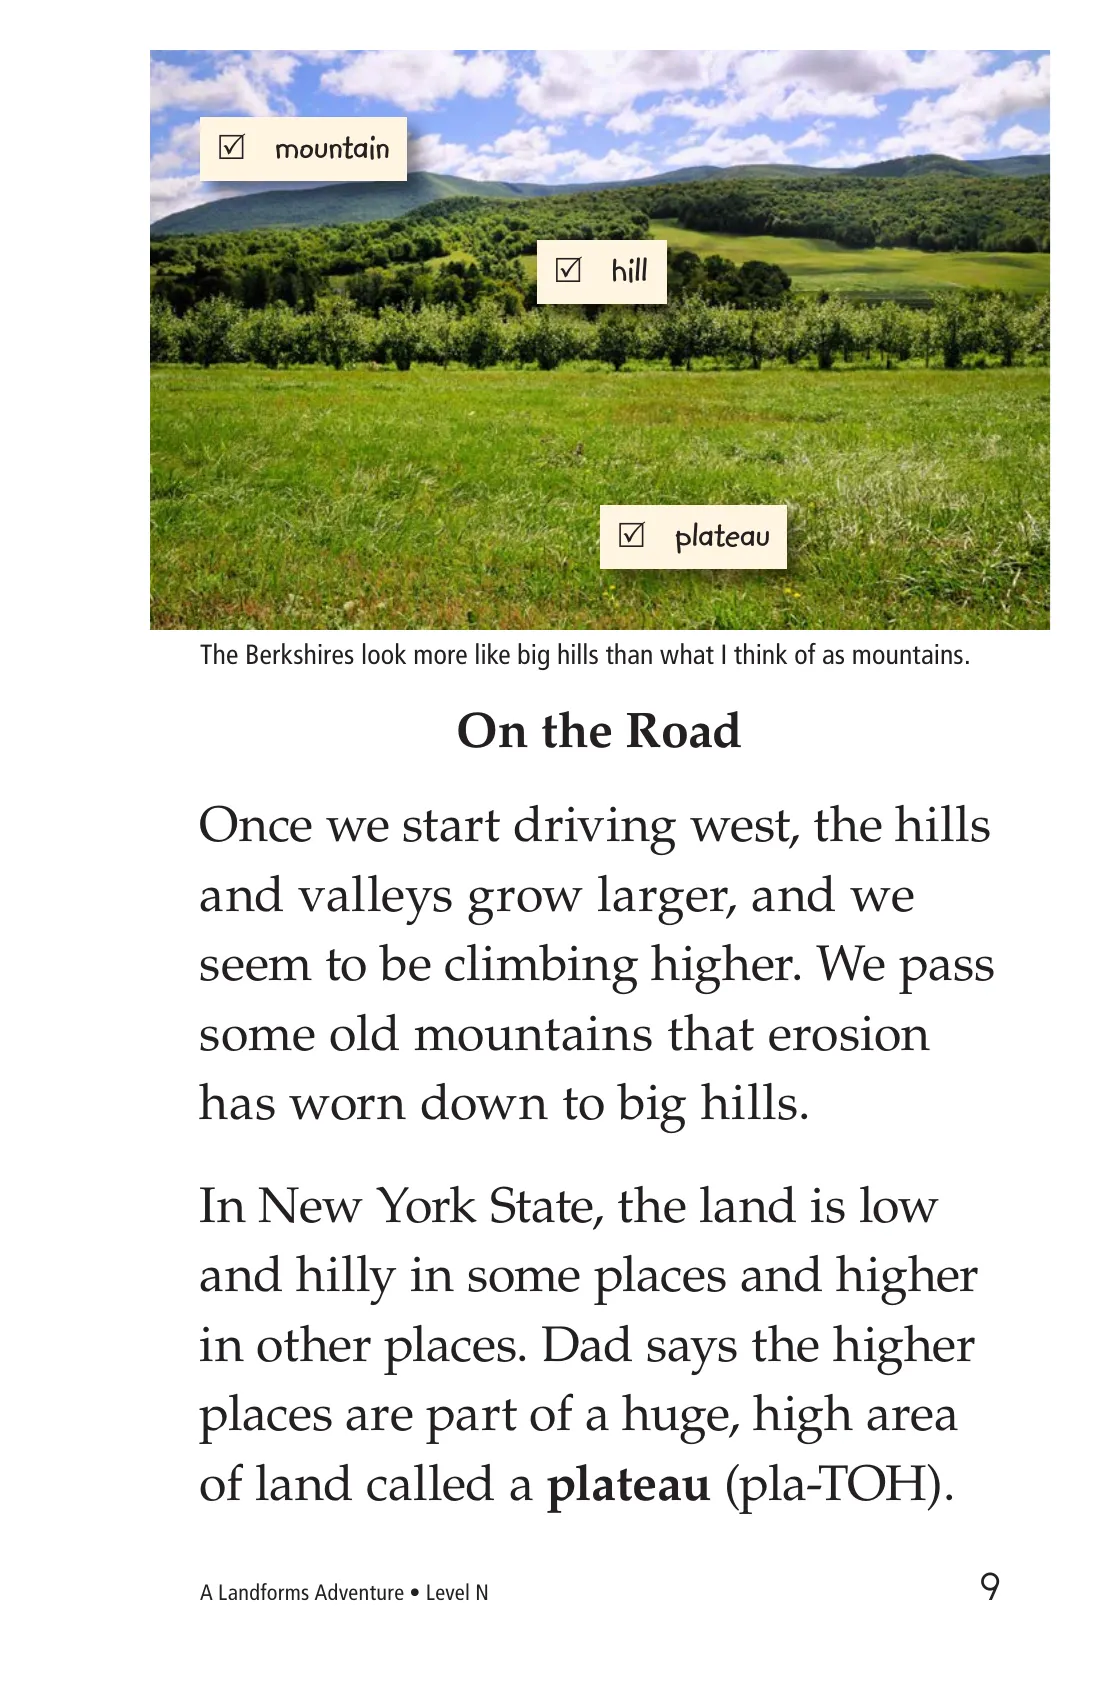 ☑ mountain
☑ hill
☑ plateau
The Berkshires look more like big hills than what I think of as mountains.
On the Road
Once we start driving west, the hills
and valleys grow larger, and we
seem to be climbing higher. We pass
some old mountains that erosion
has worn down to big hills.
In New York State, the land is low
and hilly in some places and higher
in other places. Dad says the higher
places are part of a huge, high area
of land called a plateau (pla-TOH).
A Landforms Adventure • Level N
9